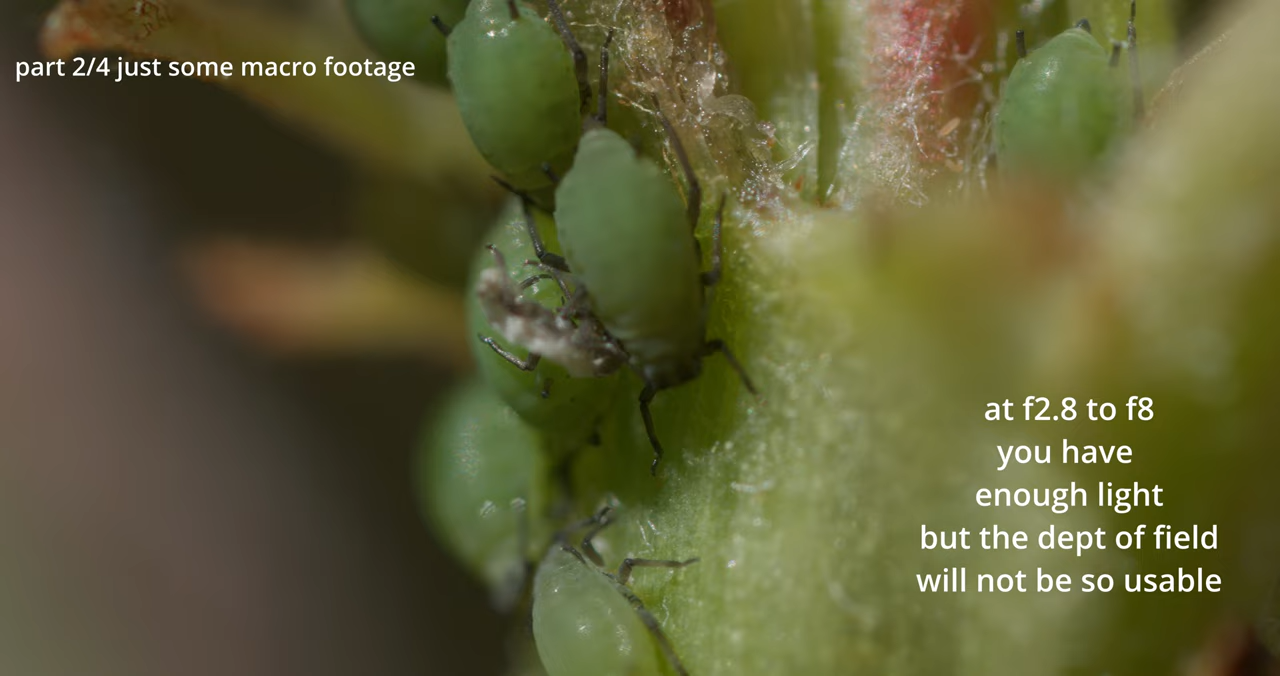 part 2/4 just some macro footage
at f2.8 to f8
you have
enough light
but the dept of field
will not be so usable